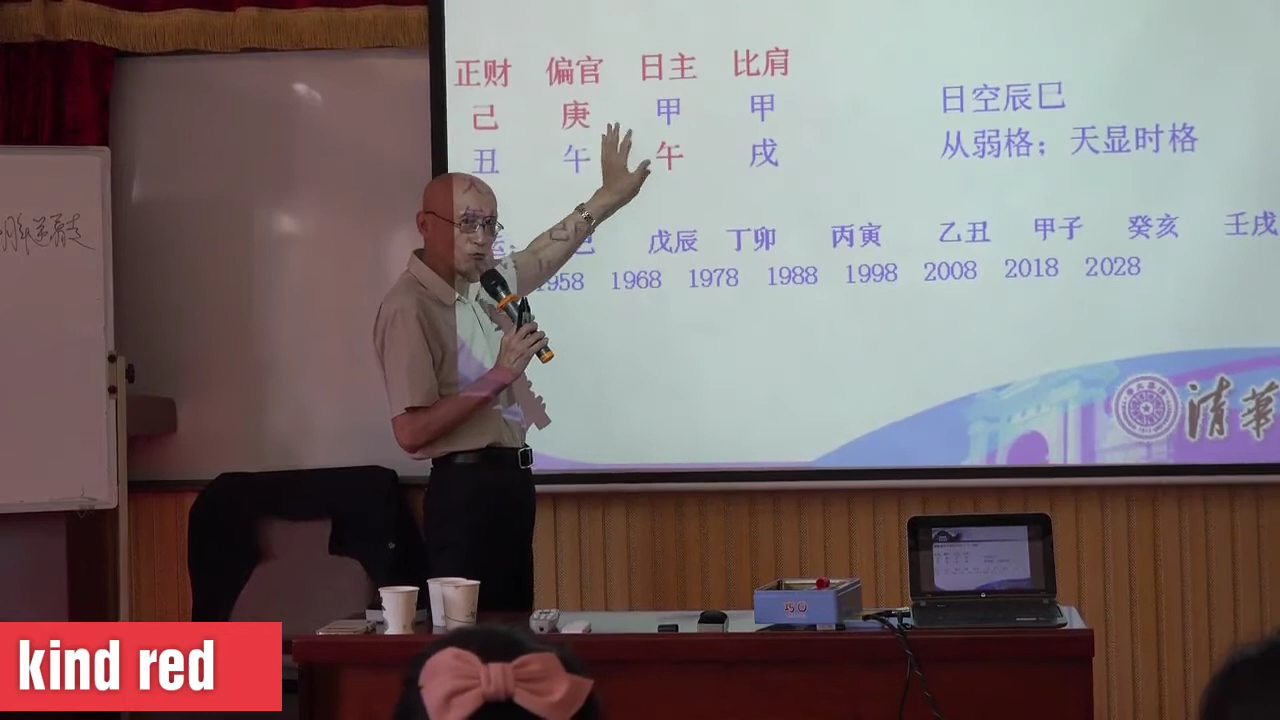 正财 偏官 日主 比肩
己 庚 甲 甲
丑 午 午 戌
日空辰巳
从弱格；天显时格
戊辰 丁卯 丙寅 乙丑 甲子 癸亥 壬戌
1958 1968 1978 1988 1998 2008 2018 2028
清華
kind red